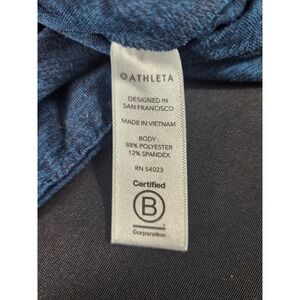 ATHLETA
DESIGNED IN
SAN FRANCISCO
MADE IN VIETNAM
BODY :
88% POLYESTER
12% SPANDEX
RN 54023
Certified
B
Corporation